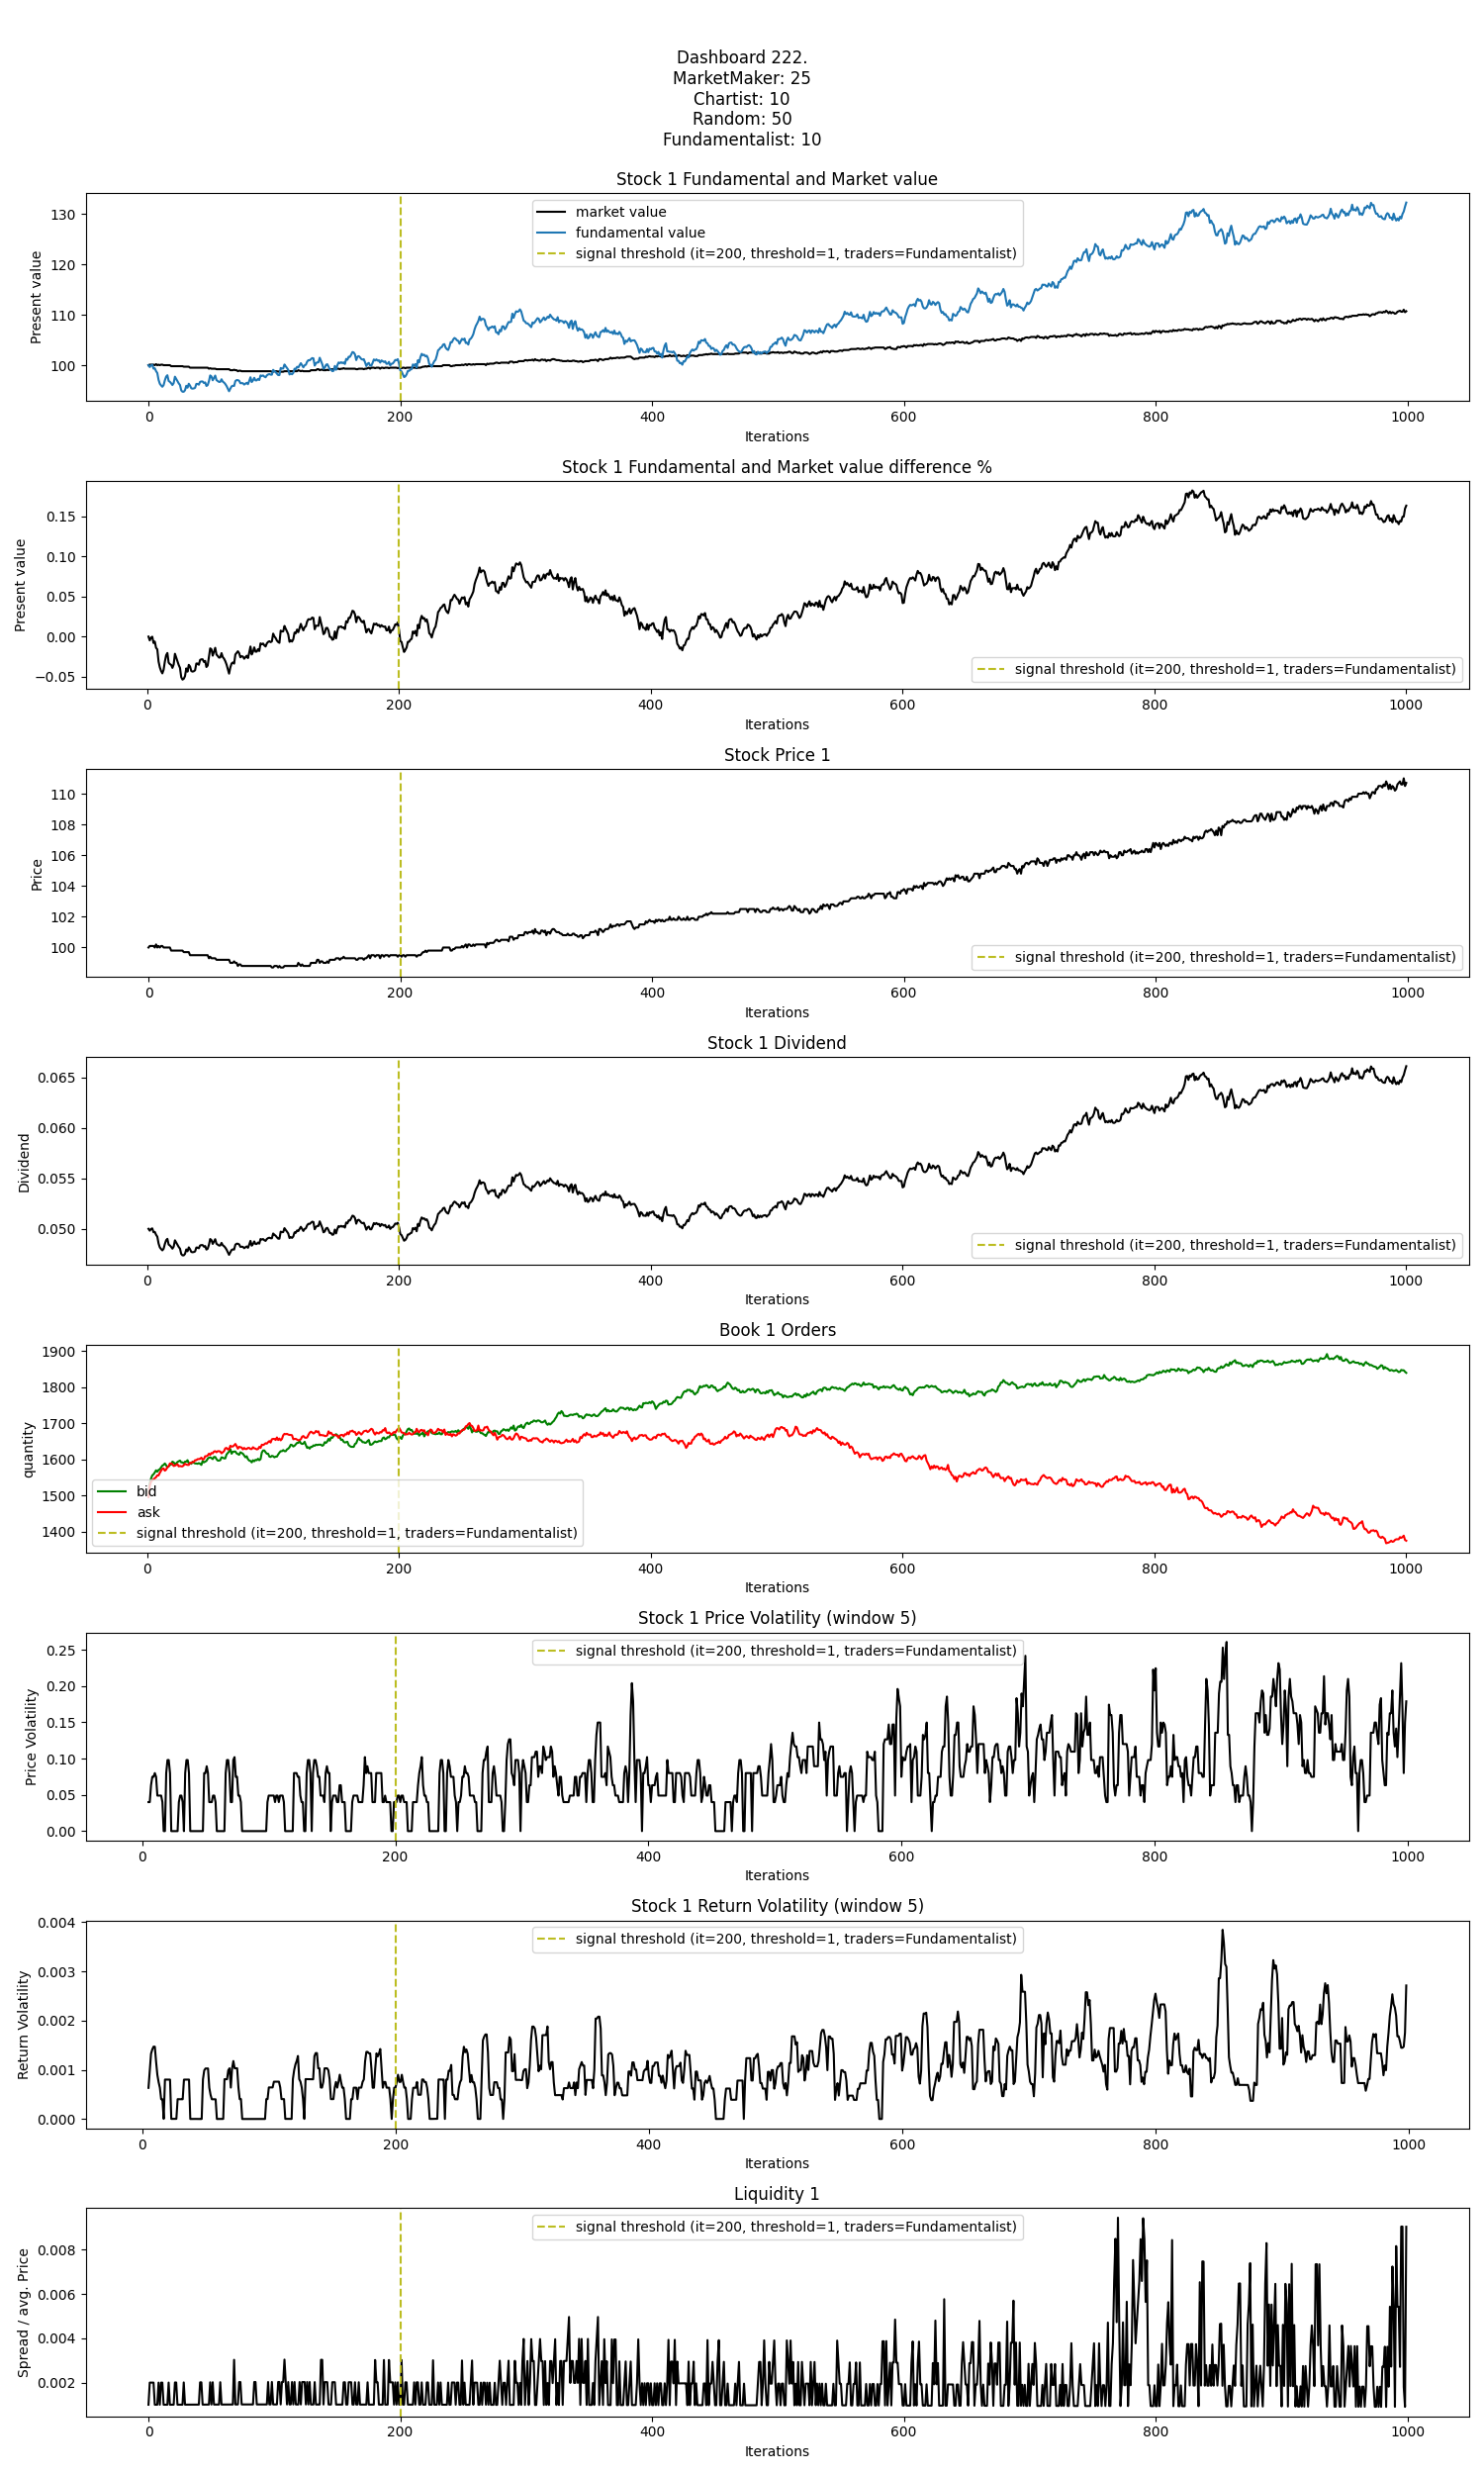 Dashboard 222.
MarketMaker: 25
Chartist: 10
Random: 50
Fundamentalist: 10
Stock 1 Fundamental and Market value
market value
fundamental value
signal threshold (it=200, threshold=1, traders=Fundamentalist)
Present value
130
120
110
100
0 200 400 600 800 1000
Iterations
Stock 1 Fundamental and Market value difference %
Present value
0.15
0.10
0.05
0.00
−0.05
signal threshold (it=200, threshold=1, traders=Fundamentalist)
0 200 400 600 800 1000
Iterations
Stock Price 1
Price
110
108
106
104
102
100
signal threshold (it=200, threshold=1, traders=Fundamentalist)
0 200 400 600 800 1000
Iterations
Stock 1 Dividend
Dividend
0.065
0.060
0.055
0.050
signal threshold (it=200, threshold=1, traders=Fundamentalist)
0 200 400 600 800 1000
Iterations
Book 1 Orders
quantity
1900
1800
1700
1600
1500
1400
bid
ask
signal threshold (it=200, threshold=1, traders=Fundamentalist)
0 200 400 600 800 1000
Iterations
Stock 1 Price Volatility (window 5)
signal threshold (it=200, threshold=1, traders=Fundamentalist)
Price Volatility
0.25
0.20
0.15
0.10
0.05
0.00
0 200 400 600 800 1000
Iterations
Stock 1 Return Volatility (window 5)
signal threshold (it=200, threshold=1, traders=Fundamentalist)
Return Volatility
0.004
0.003
0.002
0.001
0.000
0 200 400 600 800 1000
Iterations
Liquidity 1
signal threshold (it=200, threshold=1, traders=Fundamentalist)
Spread / avg. Price
0.008
0.006
0.004
0.002
0 200 400 600 800 1000
Iterations